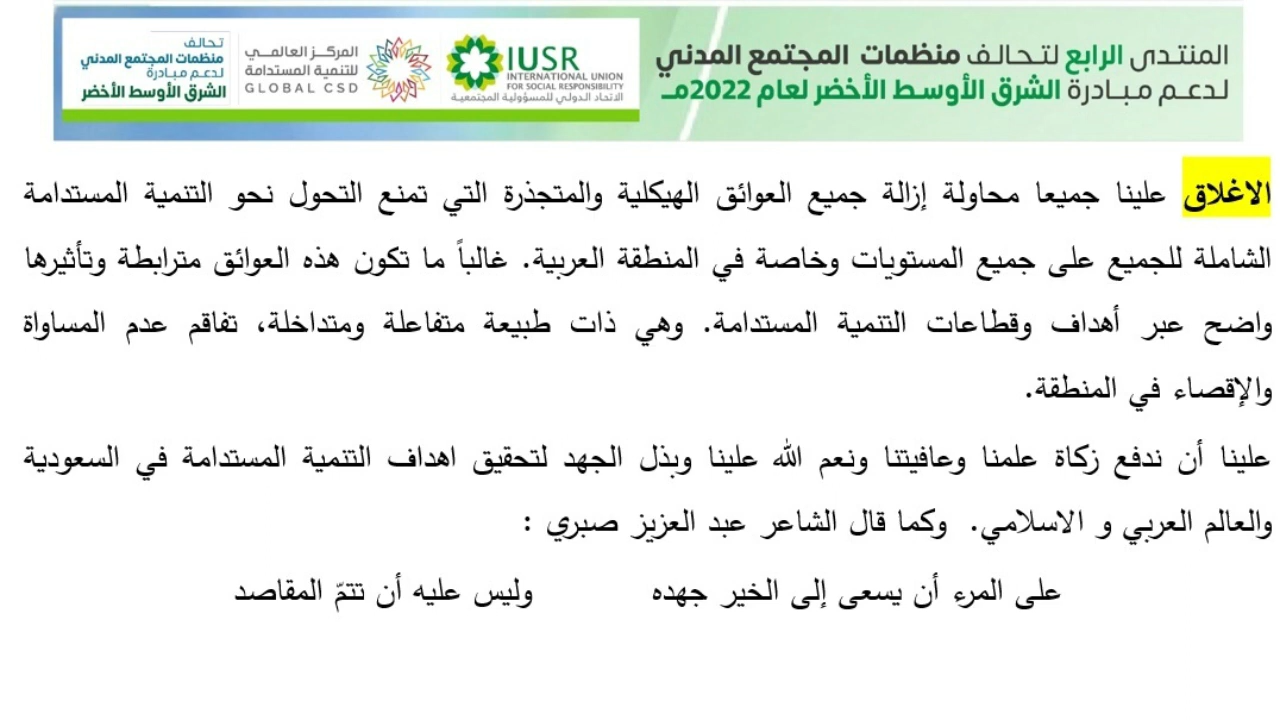 المنتدى الرابع لتحالف منظمات المجتمع المدني
لدعم مبادرة الشرق الأوسط الأخضر لعام 2022مـ
IUSR
INTERNATIONAL UNION
FOR SOCIAL RESPONSIBILITY
الاتحاد الدولي للمسؤولية المجتمعية
المركز العالمي
للتنمية المستدامة
GLOBAL CSD
تحالف
منظمات المجتمع المدني
لدعم مبادرة
الشرق الأوسط الأخضر
الاغلاق علينا جميعا محاولة إزالة جميع العوائق الهيكلية والمتجذرة التي تمنع التحول نحو التنمية المستدامة
الشاملة للجميع على جميع المستويات وخاصة في المنطقة العربية. غالباً ما تكون هذه العوائق مترابطة وتأثيرها
واضح عبر أهداف وقطاعات التنمية المستدامة. وهي ذات طبيعة متفاعلة ومتداخلة، تفاقم عدم المساواة
والإقصاء في المنطقة.
علينا أن ندفع زكاة علمنا وعافيتنا ونعم الله علينا وبذل الجهد لتحقيق اهداف التنمية المستدامة في السعودية
والعالم العربي و الاسلامي. وكما قال الشاعر عبد العزيز صبري :
على المرء أن يسعى إلى الخير جهده وليس عليه أن تتمّ المقاصد